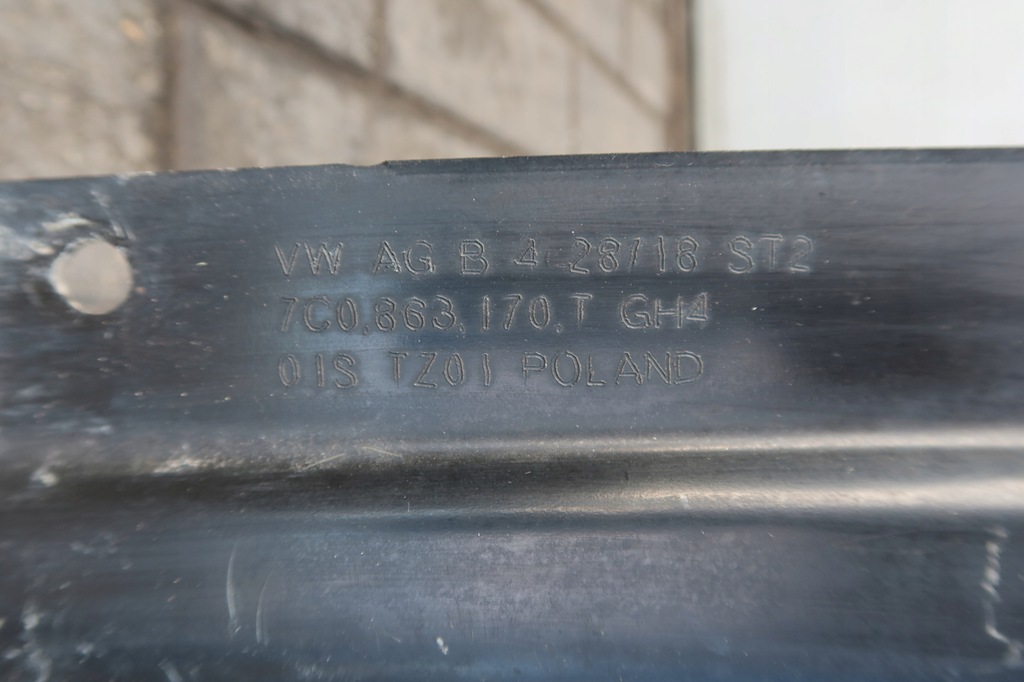 VW AG B 4 28/18 ST2
7C0.863.170.T GH4
01S TZ01 POLAND